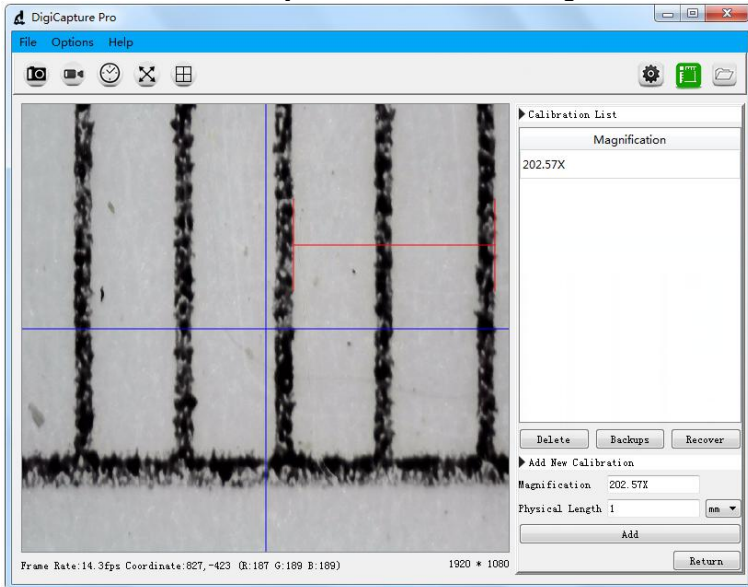 DigiCapture Pro
File Options Help
Calibration List
Magnification
202.57X
Delete Backups Recover
Add New Calibration
Magnification 202.57X
Physical Length 1 mm
Add
Return
Frame Rate:14.3fps Coordinate:827,-423 (R:187 G:189 B:189) 1920 * 1080